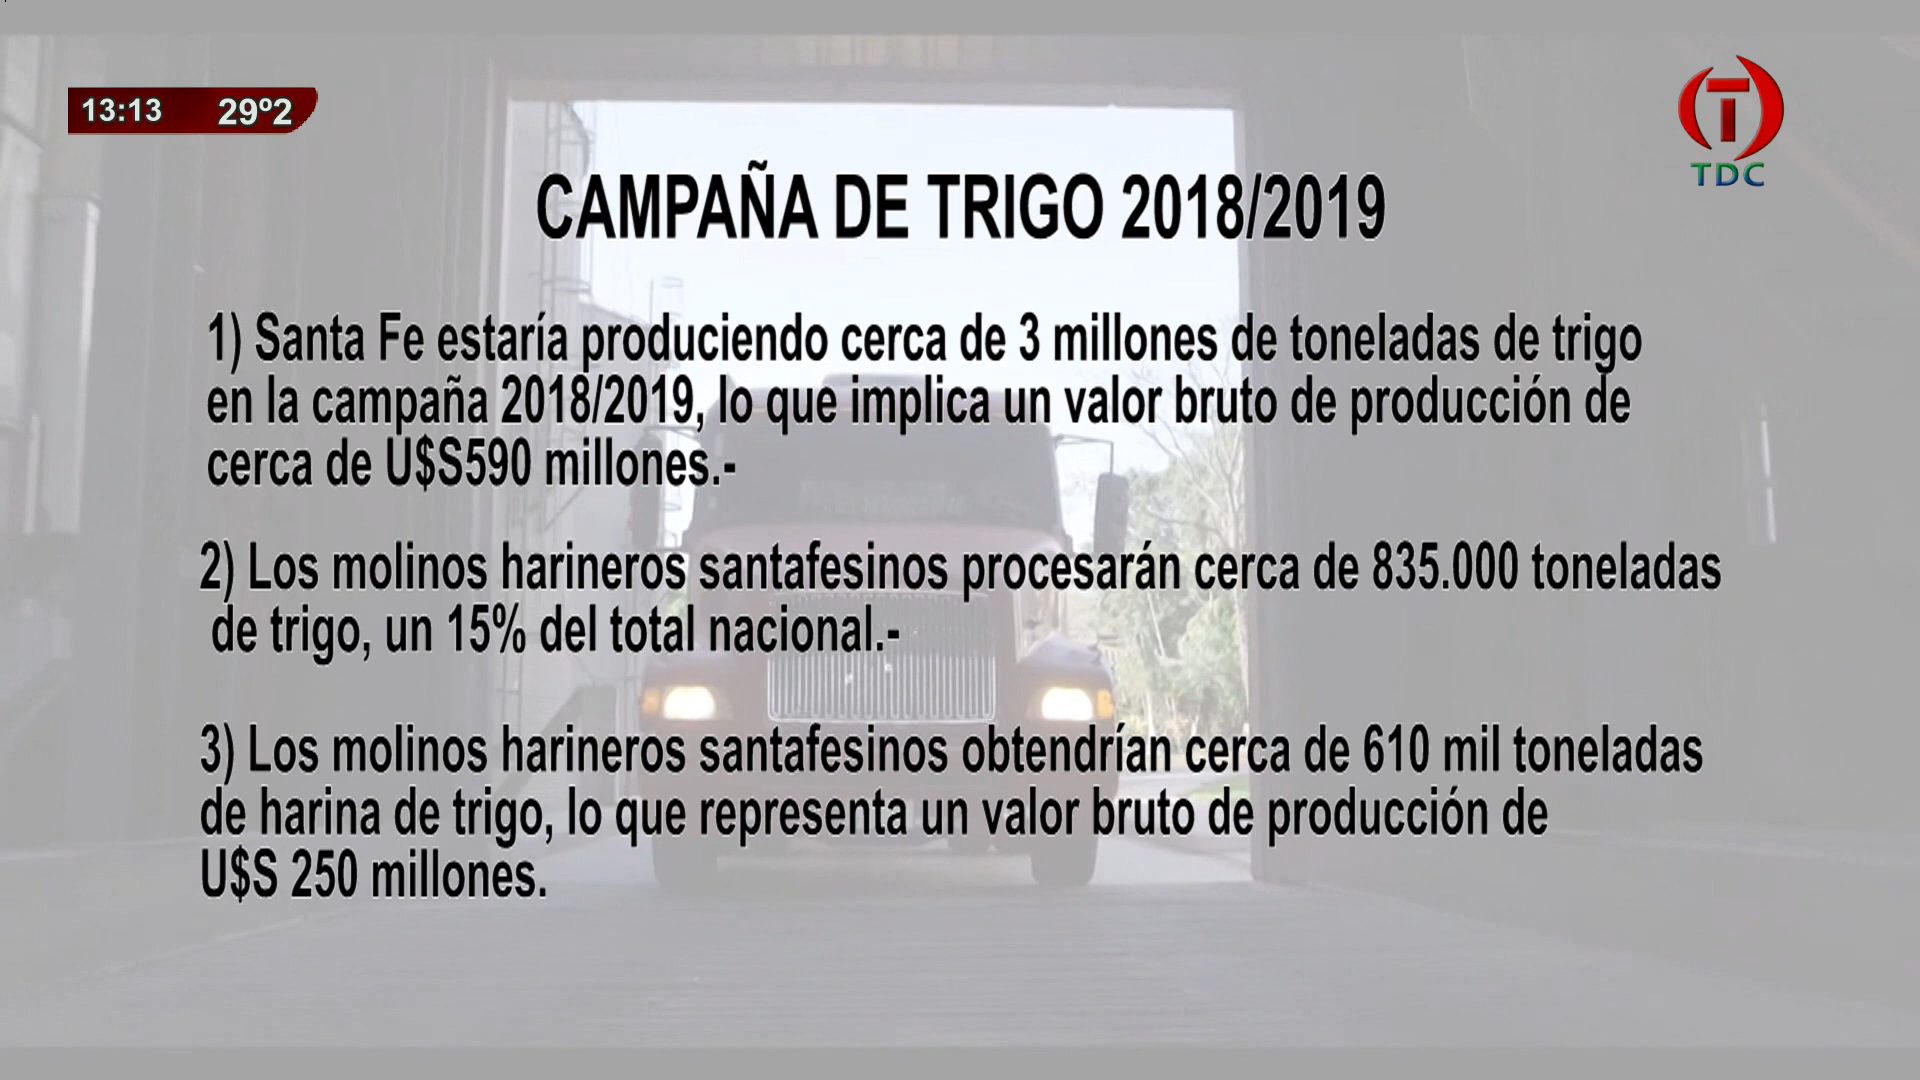 13:13 29º2
TDC
CAMPAÑA DE TRIGO 2018/2019
1) Santa Fe estaría produciendo cerca de 3 millones de toneladas de trigo
en la campaña 2018/2019, lo que implica un valor bruto de producción de
cerca de U$S590 millones.-
2) Los molinos harineros santafesinos procesarán cerca de 835.000 toneladas
de trigo, un 15% del total nacional.-
3) Los molinos harineros santafesinos obtendrían cerca de 610 mil toneladas
de harina de trigo, lo que representa un valor bruto de producción de
U$S 250 millones.